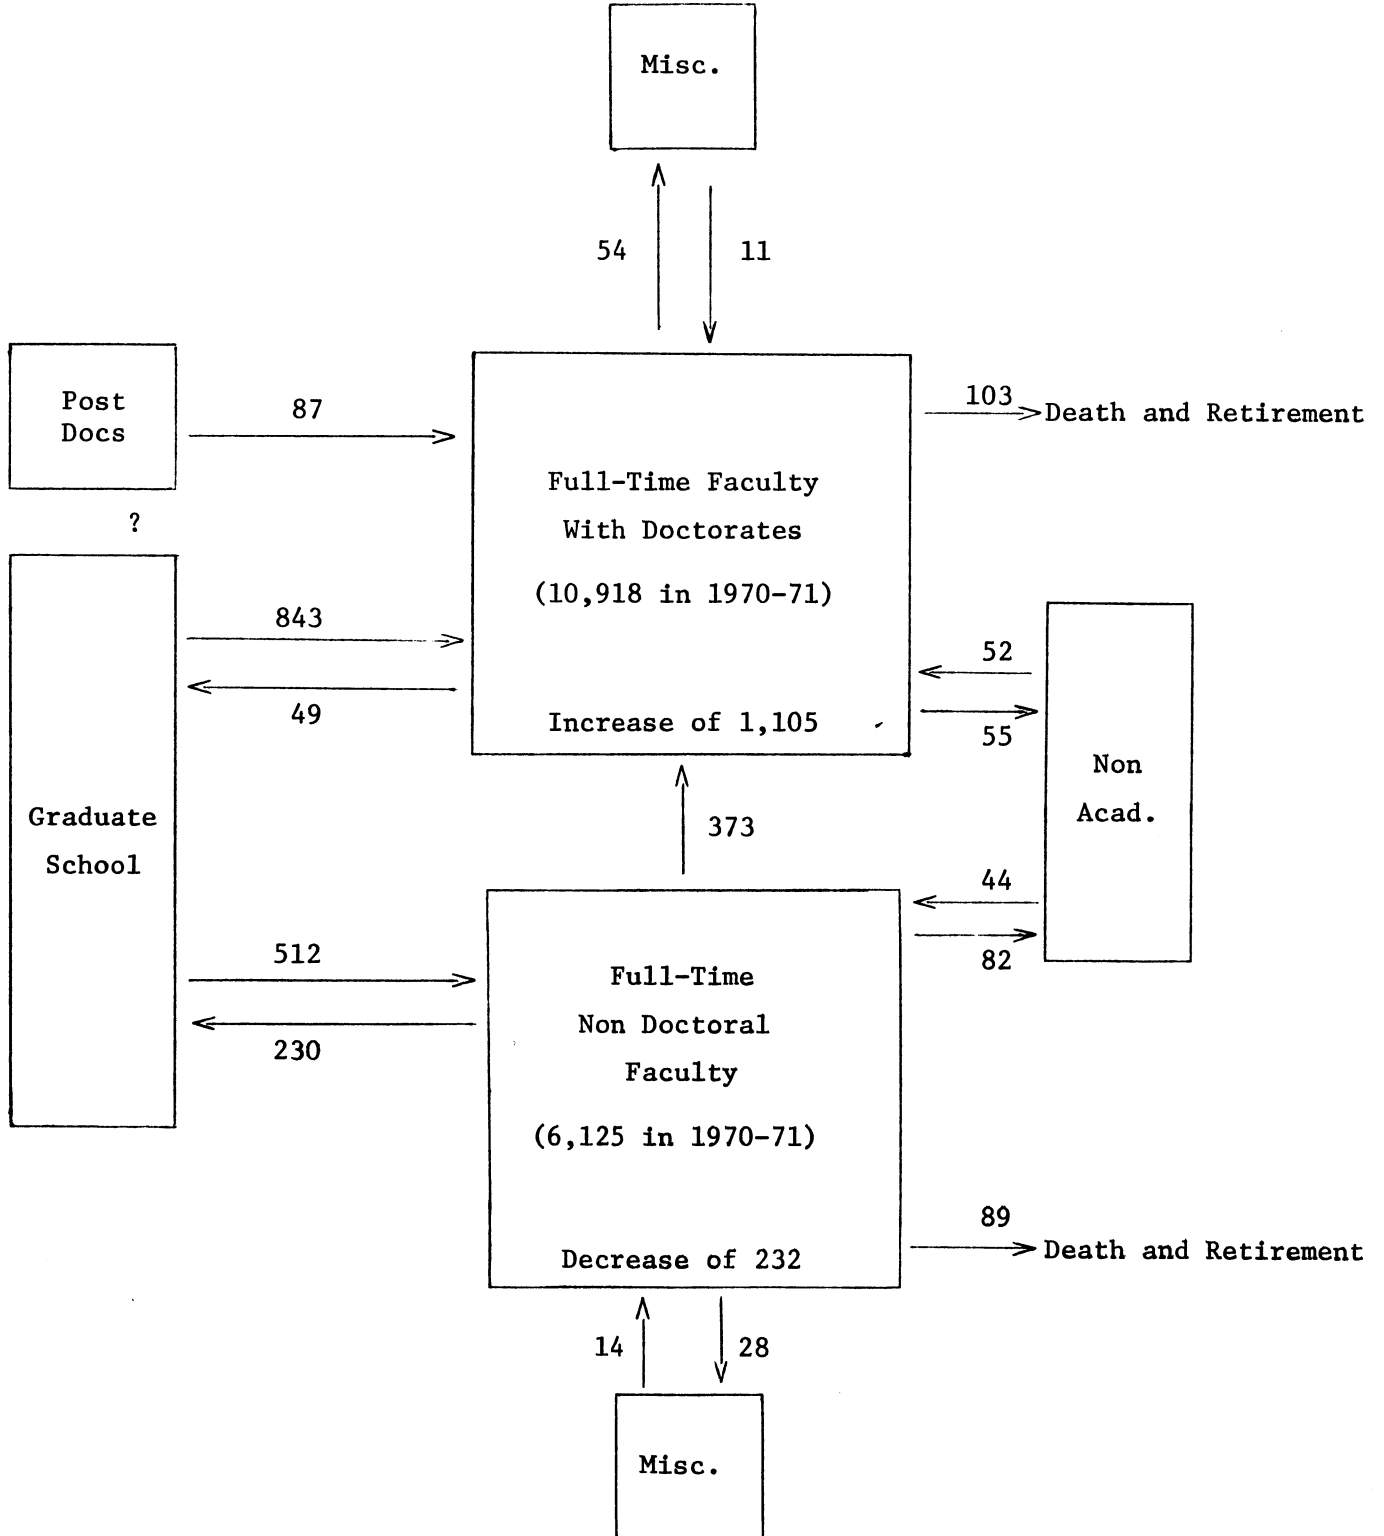 Misc.
54
11
Post
Docs
87
103
Death and Retirement
?
Full-Time Faculty
With Doctorates
(10,918 in 1970-71)
Increase of 1,105
843
49
52
55
Non
Acad.
Graduate
School
373
44
82
512
230
Full-Time
Non Doctoral
Faculty
(6,125 in 1970-71)
Decrease of 232
89
Death and Retirement
14
28
Misc.